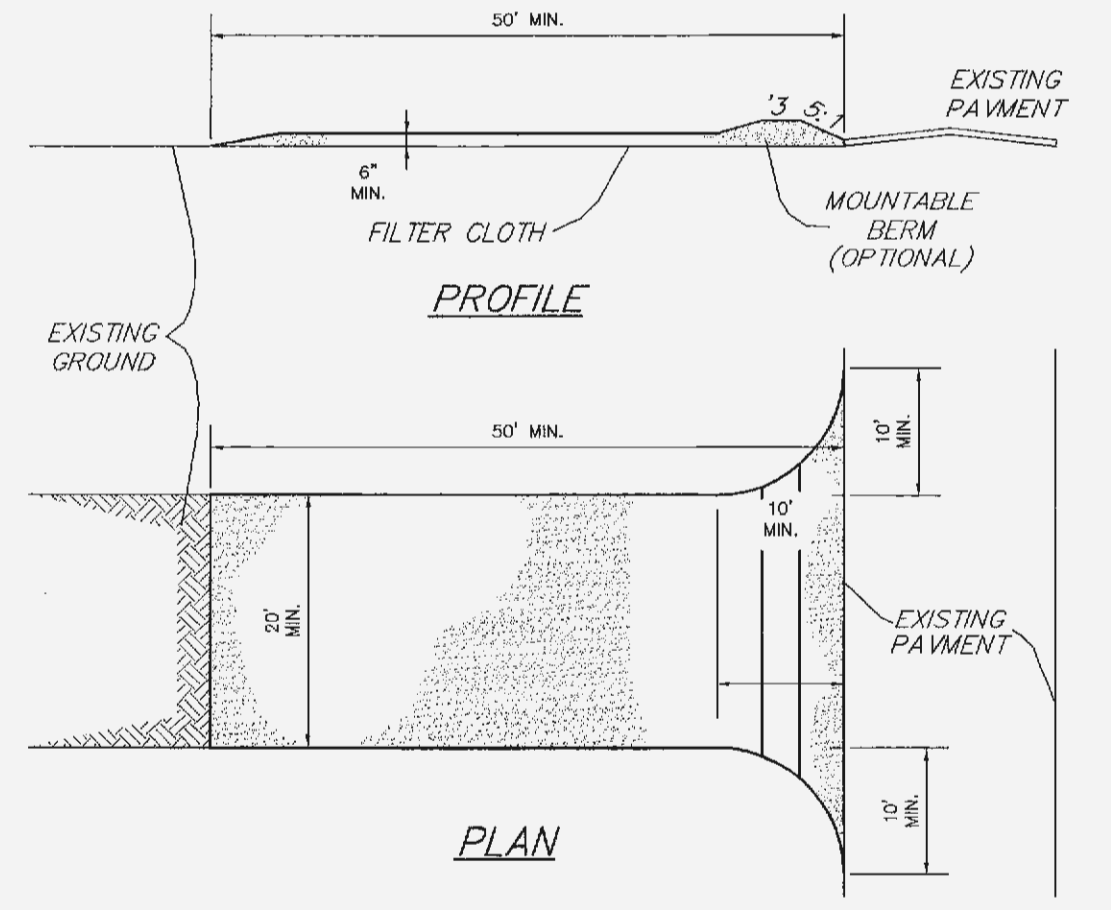 50' MIN.
EXISTING
PAVMENT
'3 5:1
6"
MIN.
FILTER CLOTH
MOUNTABLE
BERM
(OPTIONAL)
PROFILE
EXISTING
GROUND
50' MIN.
10'
MIN.
10'
MIN.
20'
MIN.
EXISTING
PAVMENT
10'
MIN.
PLAN